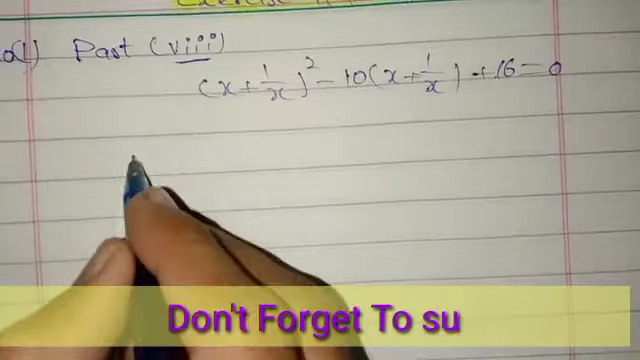 Part (viii)
(x+1/x)² - 10(x+1/x) + 16 = 0
Don't Forget To su